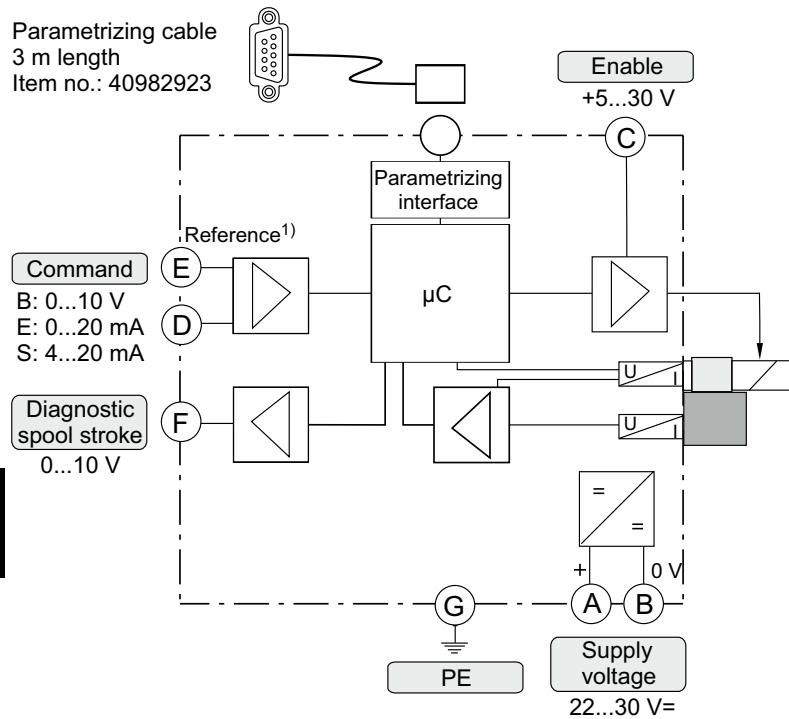 Parametrizing cable
3 m length
Item no.: 40982923
Enable
+5...30 V
C
Parametrizing
interface
Reference1)
Command
E
B: 0...10 V
E: 0...20 mA
S: 4...20 mA
D
µC
U
I
Diagnostic
spool stroke
0...10 V
F
U
I
=
=
+
0 V
G
A
B
PE
Supply
voltage
22...30 V=